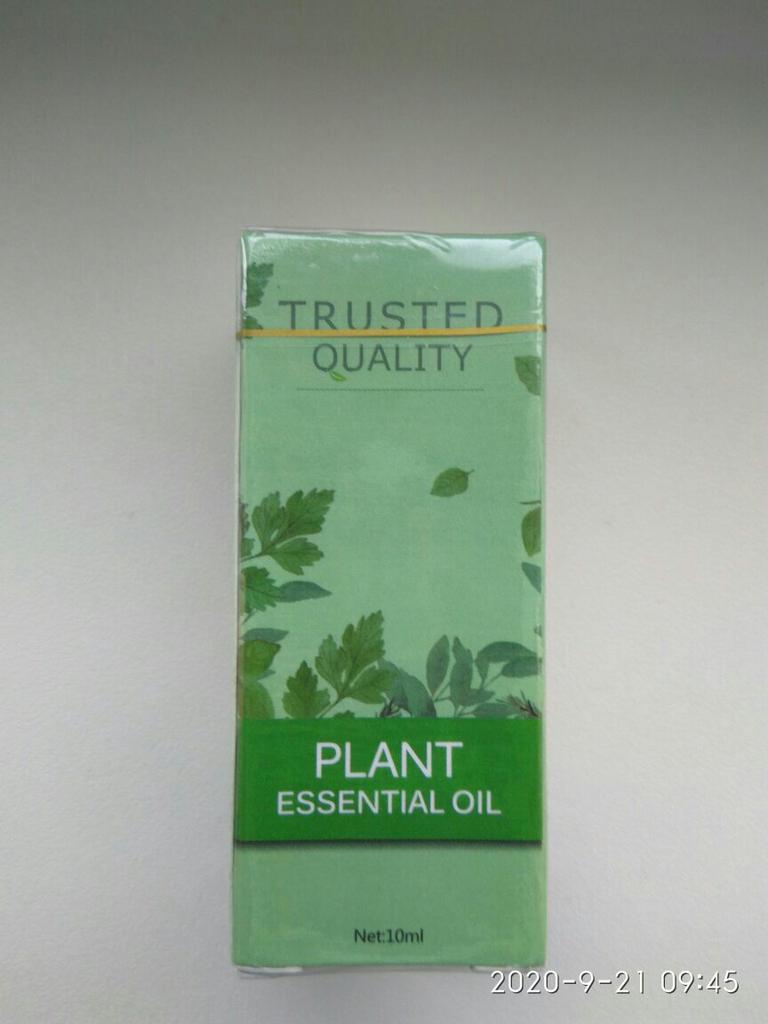 TRUSTED
QUALITY
PLANT
ESSENTIAL OIL
Net:10ml
2020-9-21 09:45